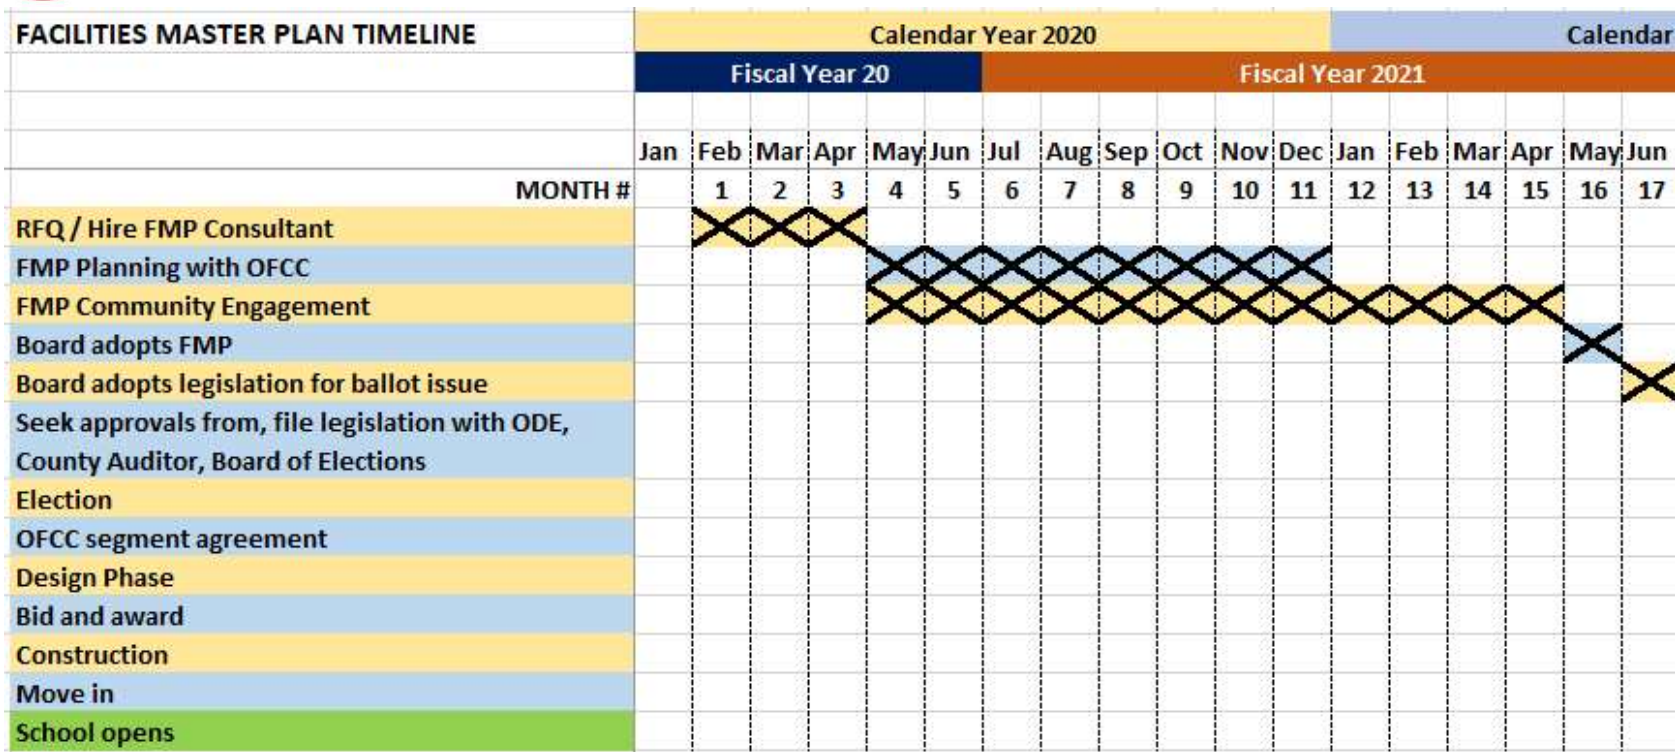 FACILITIES MASTER PLAN TIMELINE Calendar Year 2020 Calendar
Fiscal Year 20 Fiscal Year 2021
Jan Feb Mar Apr May Jun Jul Aug Sep Oct Nov Dec Jan Feb Mar Apr May Jun
MONTH # 1 2 3 4 5 6 7 8 9 10 11 12 13 14 15 16 17
RFQ / Hire FMP Consultant
FMP Planning with OFCC
FMP Community Engagement
Board adopts FMP
Board adopts legislation for ballot issue
Seek approvals from, file legislation with ODE,
County Auditor, Board of Elections
Election
OFCC segment agreement
Design Phase
Bid and award
Construction
Move in
School opens